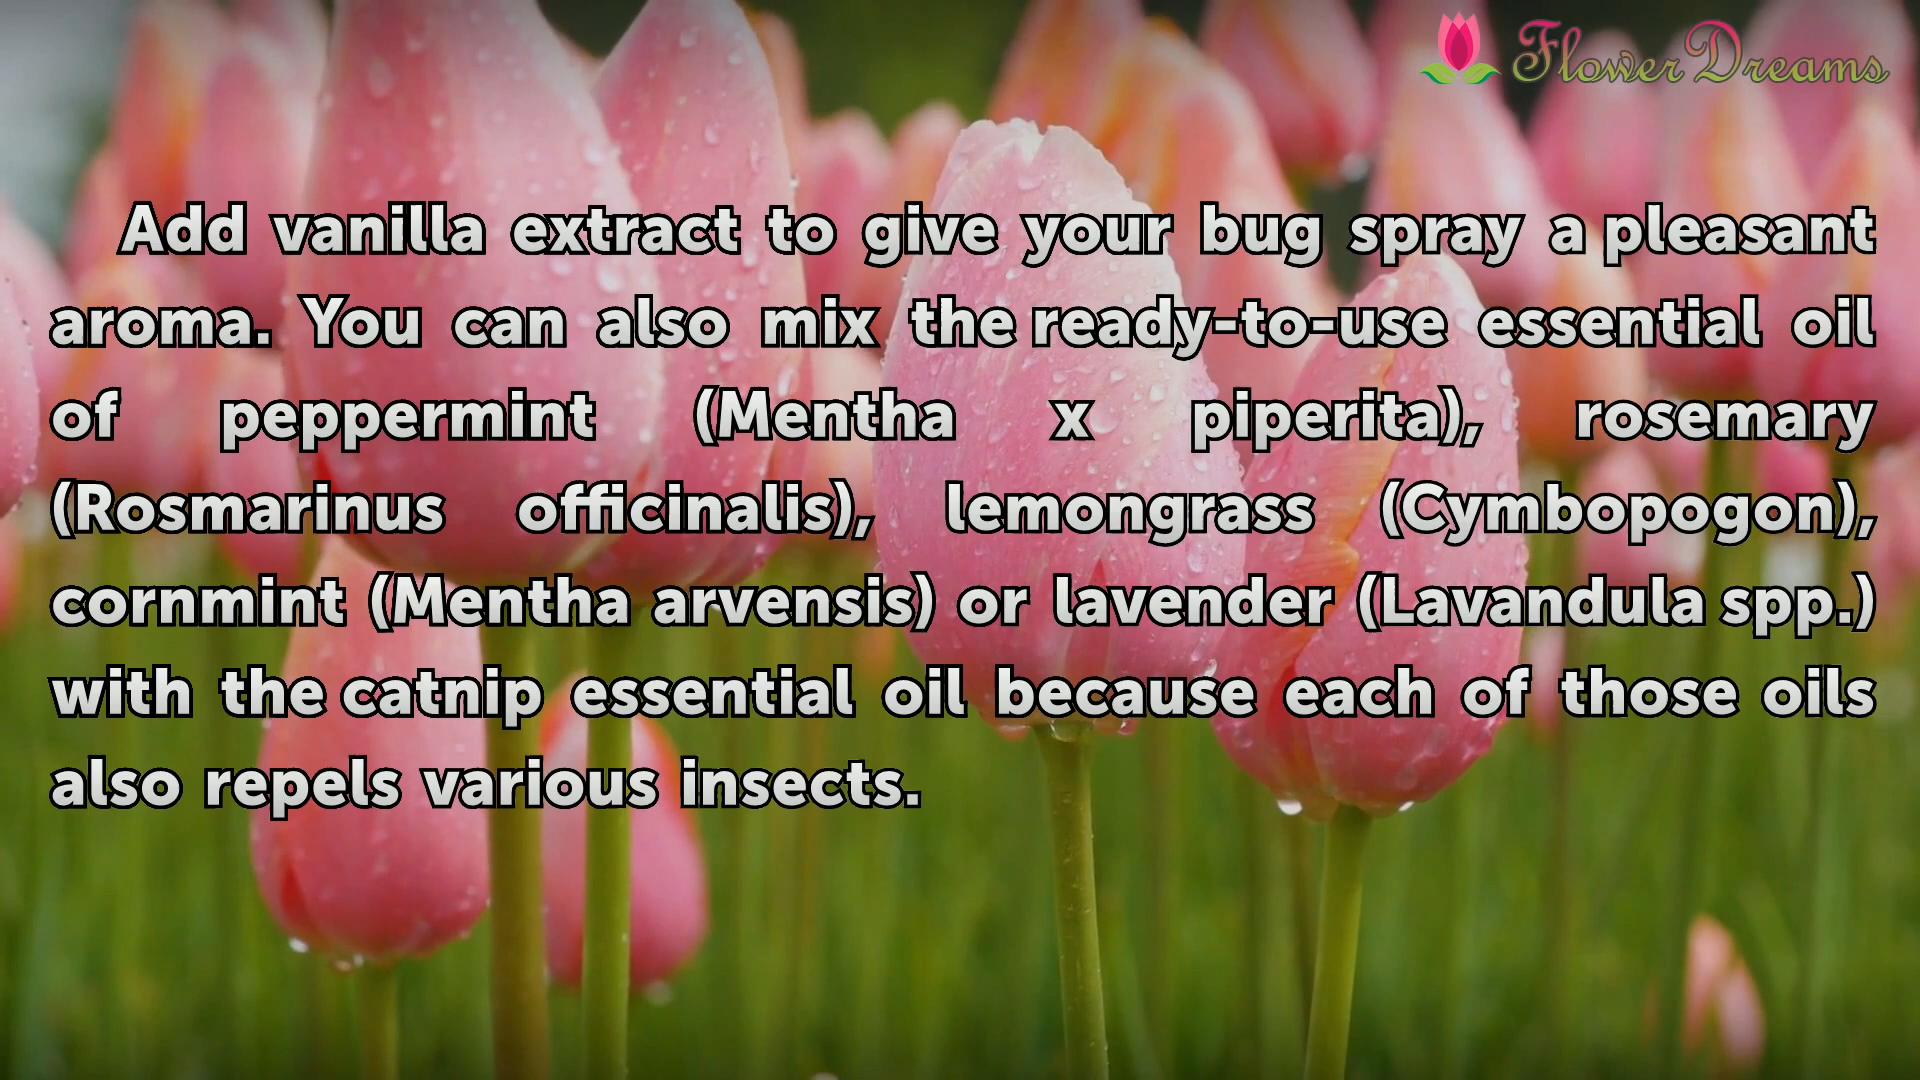 Flower Dreams
Add vanilla extract to give your bug spray a pleasant
aroma. You can also mix the ready-to-use essential oil
of peppermint (Mentha x piperita), rosemary
(Rosmarinus officinalis), lemongrass (Cymbopogon),
cornmint (Mentha arvensis) or lavender (Lavandula spp.)
with the catnip essential oil because each of those oils
also repels various insects.